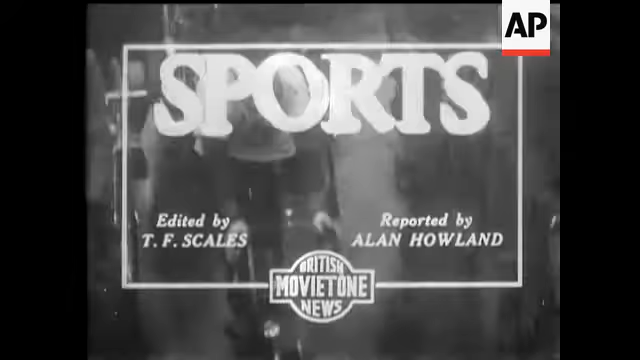 AP
SPORTS
Edited by
T. F. SCALES
Reported by
ALAN HOWLAND
BRITISH
MOVIETONE
NEWS